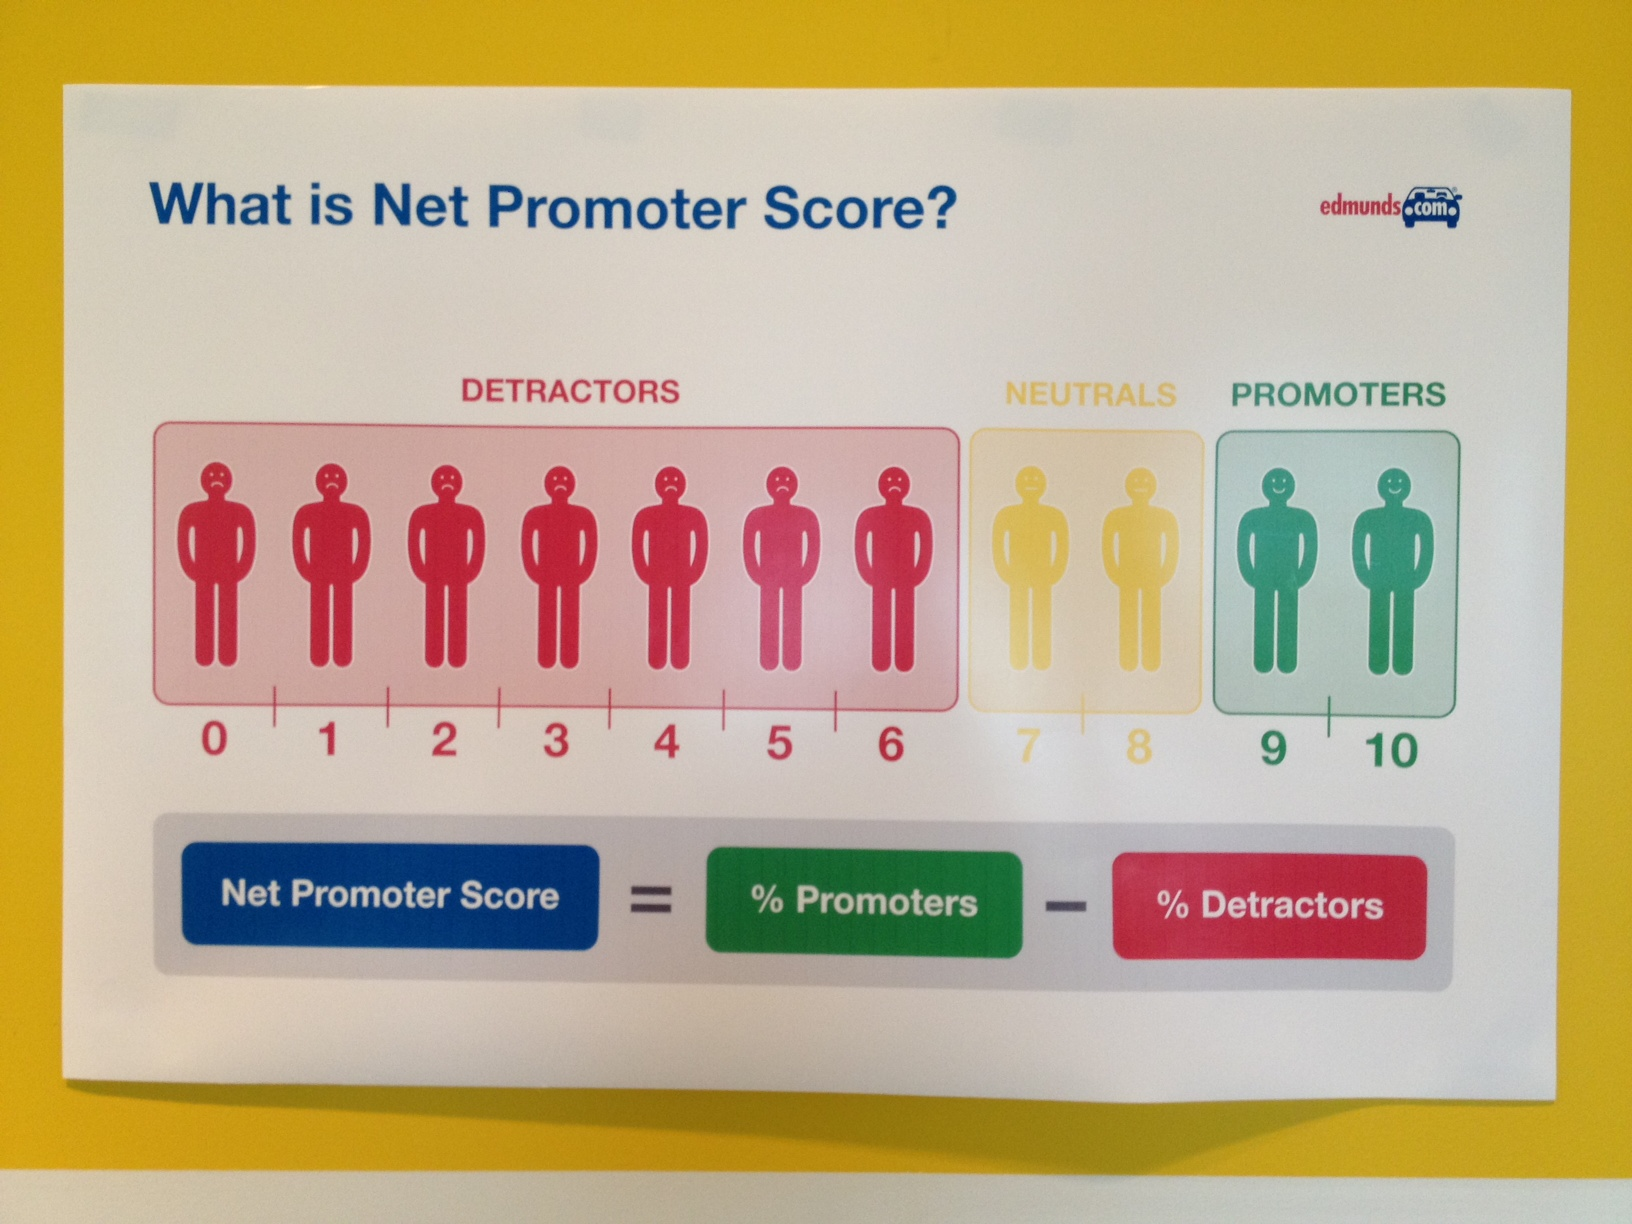 What is Net Promoter Score?
edmunds.com®
DETRACTORS NEUTRALS PROMOTERS
0 1 2 3 4 5 6 7 8 9 10
Net Promoter Score = % Promoters – % Detractors